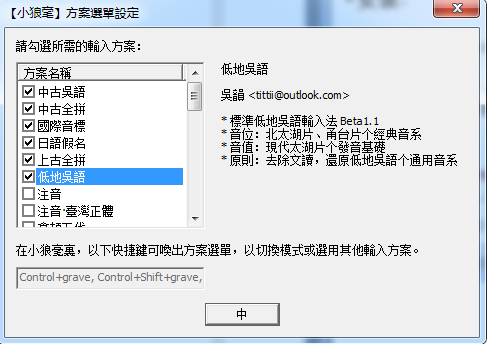 【小狼毫】方案選單設定
請勾選所需的輸入方案:
方案名稱
中古吳語
中古全拼
國際音標
日語假名
上古全拼
低地吳語
注音
注音·臺灣正體
低地吳語
吳語 <tittii@outlook.com>
* 標準低地吳語輸入法 Beta1.1
* 音位：北太湖片、甬台片个經典音系
* 音值：現代太湖片个發音基礎
* 原則：去除文讀，還原低地吳語个通用音系
在小狼毫裏，以下快捷鍵可喚出方案選單，以切換模式或選用其他輸入方案。
Control+grave, Control+Shift+grave,
中